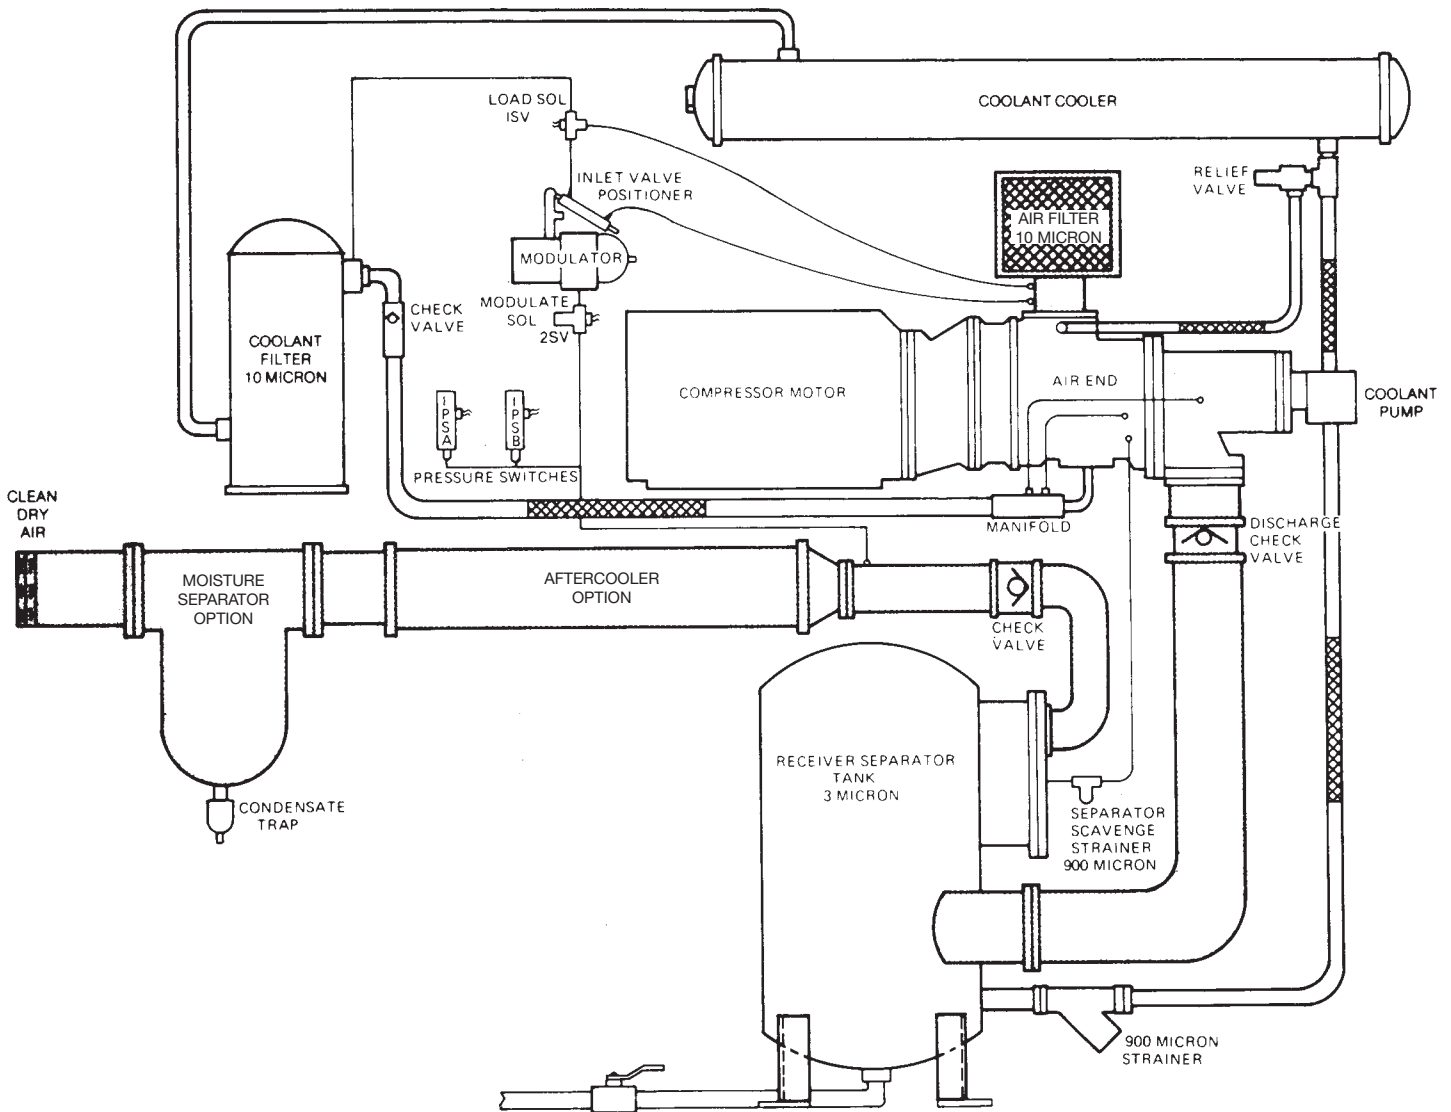 COOLANT COOLER
LOAD SOL
ISV
INLET VALVE
POSITIONER
RELIEF
VALVE
AIR FILTER
10 MICRON
MODULATOR
MODULATE
SOL
2SV
CHECK
VALVE
COOLANT
FILTER
10 MICRON
COMPRESSOR MOTOR
AIR END
COOLANT
PUMP
IPSA
IPSB
PRESSURE SWITCHES
CLEAN
DRY
AIR
MANIFOLD
DISCHARGE
CHECK
VALVE
MOISTURE
SEPARATOR
OPTION
AFTERCOOLER
OPTION
CHECK
VALVE
RECEIVER SEPARATOR
TANK
3 MICRON
CONDENSATE
TRAP
SEPARATOR
SCAVENGE
STRAINER
900 MICRON
900 MICRON
STRAINER